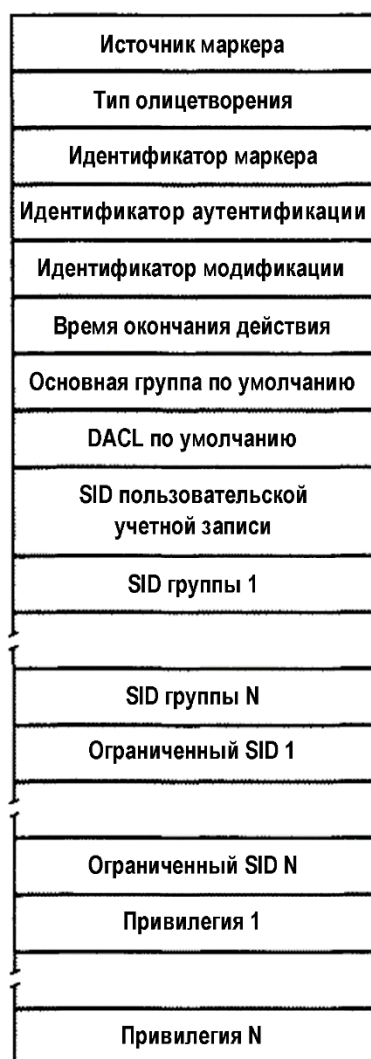 Источник маркера
Тип олицетворения
Идентификатор маркера
Идентификатор аутентификации
Идентификатор модификации
Время окончания действия
Основная группа по умолчанию
DACL по умолчанию
SID пользовательской
учетной записи
SID группы 1
SID группы N
Ограниченный SID 1
Ограниченный SID N
Привилегия 1
Привилегия N